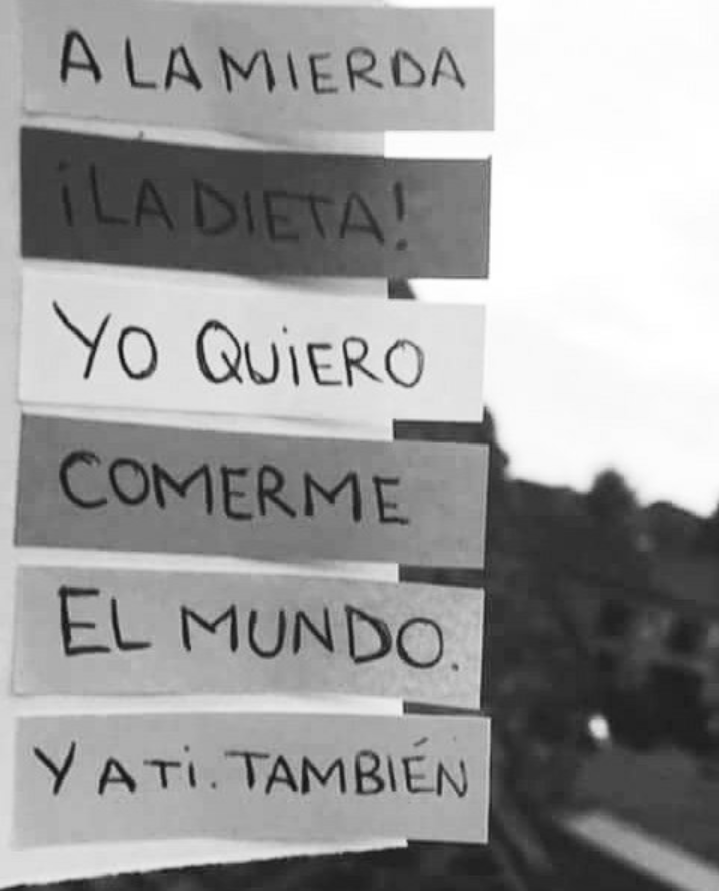 A LA MIERDA
¡LA DIETA!
YO QUIERO
COMERME
EL MUNDO.
Y A TI. TAMBIÉN